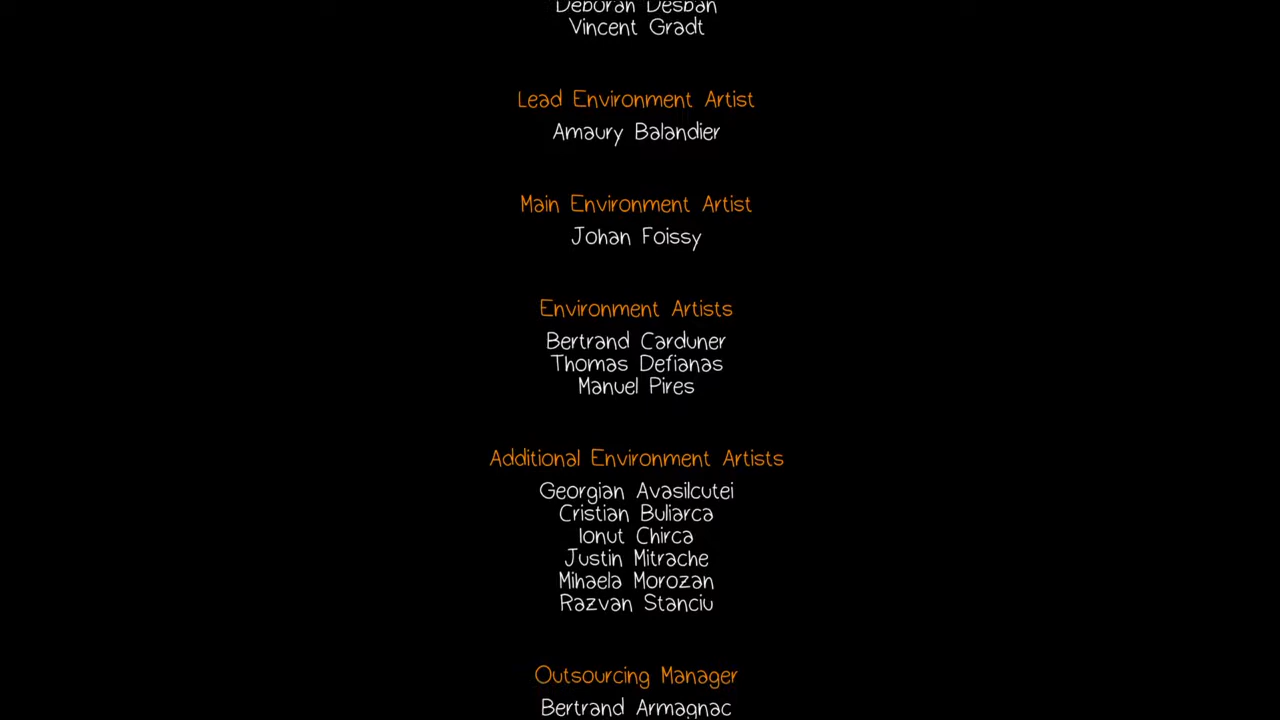 Deborah Desban
Vincent Gradt
Lead Environment Artist
Amaury Balandier
Main Environment Artist
Johan Foissy
Environment Artists
Bertrand Carduner
Thomas Defianas
Manuel Pires
Additional Environment Artists
Georgian Avasilcutei
Cristian Buliarca
Ionut Chirca
Justin Mitrache
Mihaela Morozan
Razvan Stanciu
Outsourcing Manager
Bertrand Armagnac